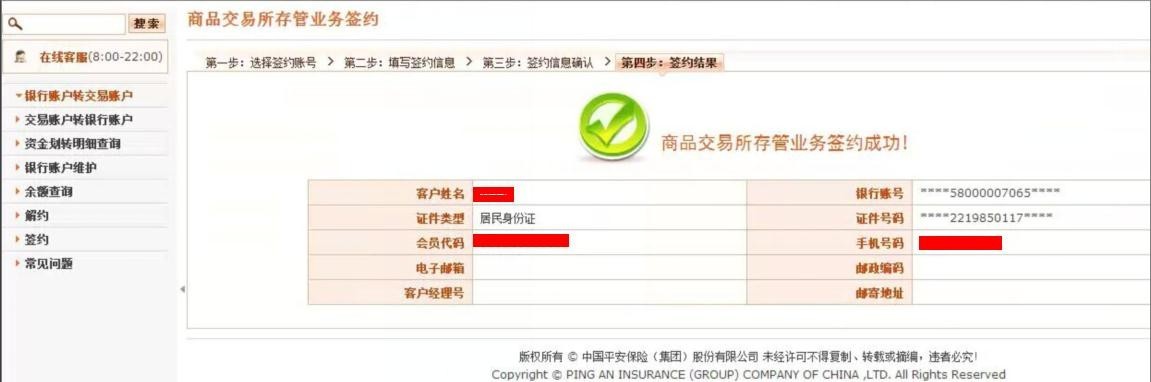 搜索
商品交易所存管业务签约
在线客服(8:00-22:00)
第一步：选择签约账号 > 第二步：填写签约信息 > 第三步：签约信息确认 > 第四步：签约结果
银行账户转交易账户
交易账户转银行账户
资金划转明细查询
银行账户维护
余额查询
解约
签约
常见问题
商品交易所存管业务签约成功！
客户姓名 银行账号 ****58000007065****
证件类型 居民身份证 证件号码 ****2219850117****
会员代码 手机号码
电子邮箱 邮政编码
客户经理号 邮寄地址
版权所有 © 中国平安保险（集团）股份有限公司 未经许可不得复制、转载或摘编，违者必究！
Copyright © PING AN INSURANCE (GROUP) COMPANY OF CHINA ,LTD. All Rights Reserved